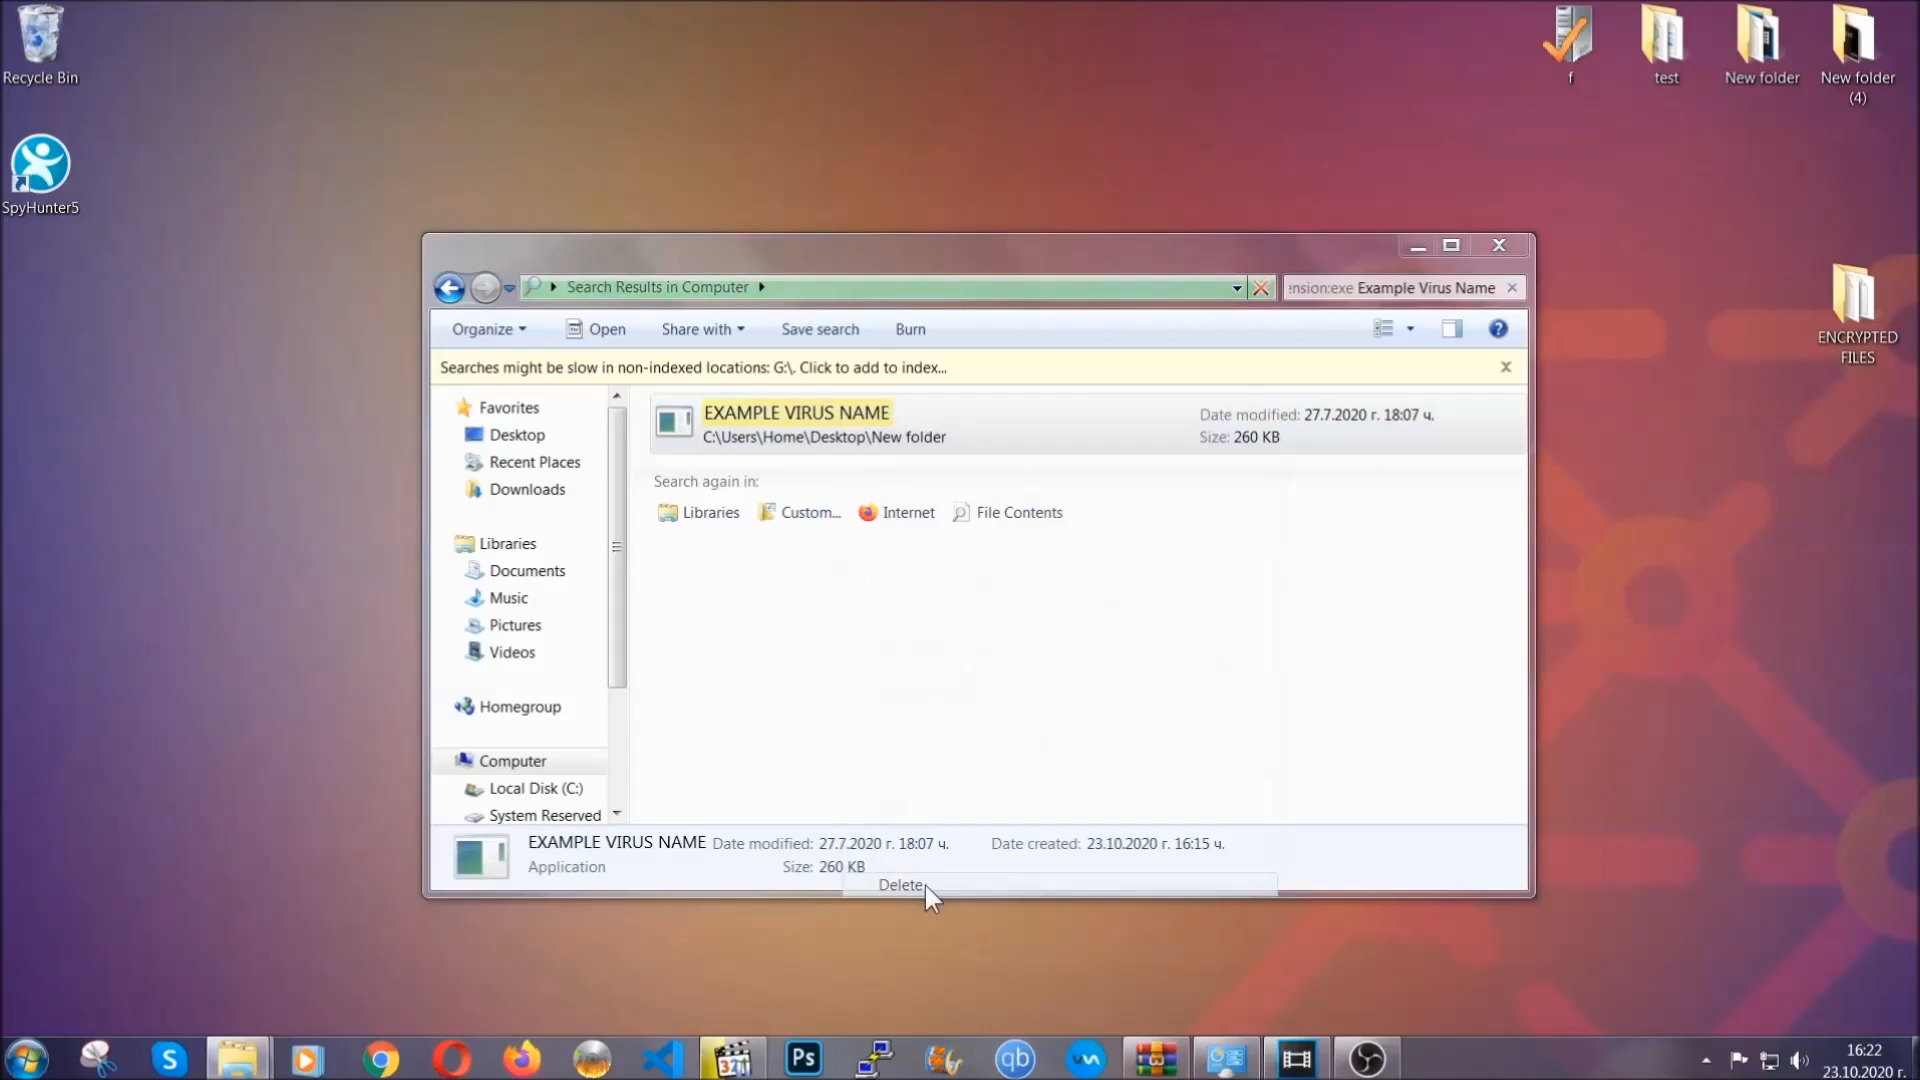 Recycle Bin
SpyHunter5
f
test
New folder
New folder
(4)
ENCRYPTED
FILES
Search Results in Computer
ension:exe Example Virus Name
Organize
Open
Share with
Save search
Burn
Searches might be slow in non-indexed locations: G:\. Click to add to index...
Favorites
Desktop
Recent Places
Downloads
Libraries
Documents
Music
Pictures
Videos
Homegroup
Computer
Local Disk (C:)
System Reserved
EXAMPLE VIRUS NAME
C:\Users\Home\Desktop\New folder
Date modified: 27.7.2020 г. 18:07 ч.
Size: 260 KB
Search again in:
Libraries
Custom...
Internet
File Contents
EXAMPLE VIRUS NAME
Date modified: 27.7.2020 г. 18:07 ч.
Date created: 23.10.2020 г. 16:15 ч.
Application
Size: 260 KB
Delete
S
321
Ps
qb
16:22
23.10.2020 г.